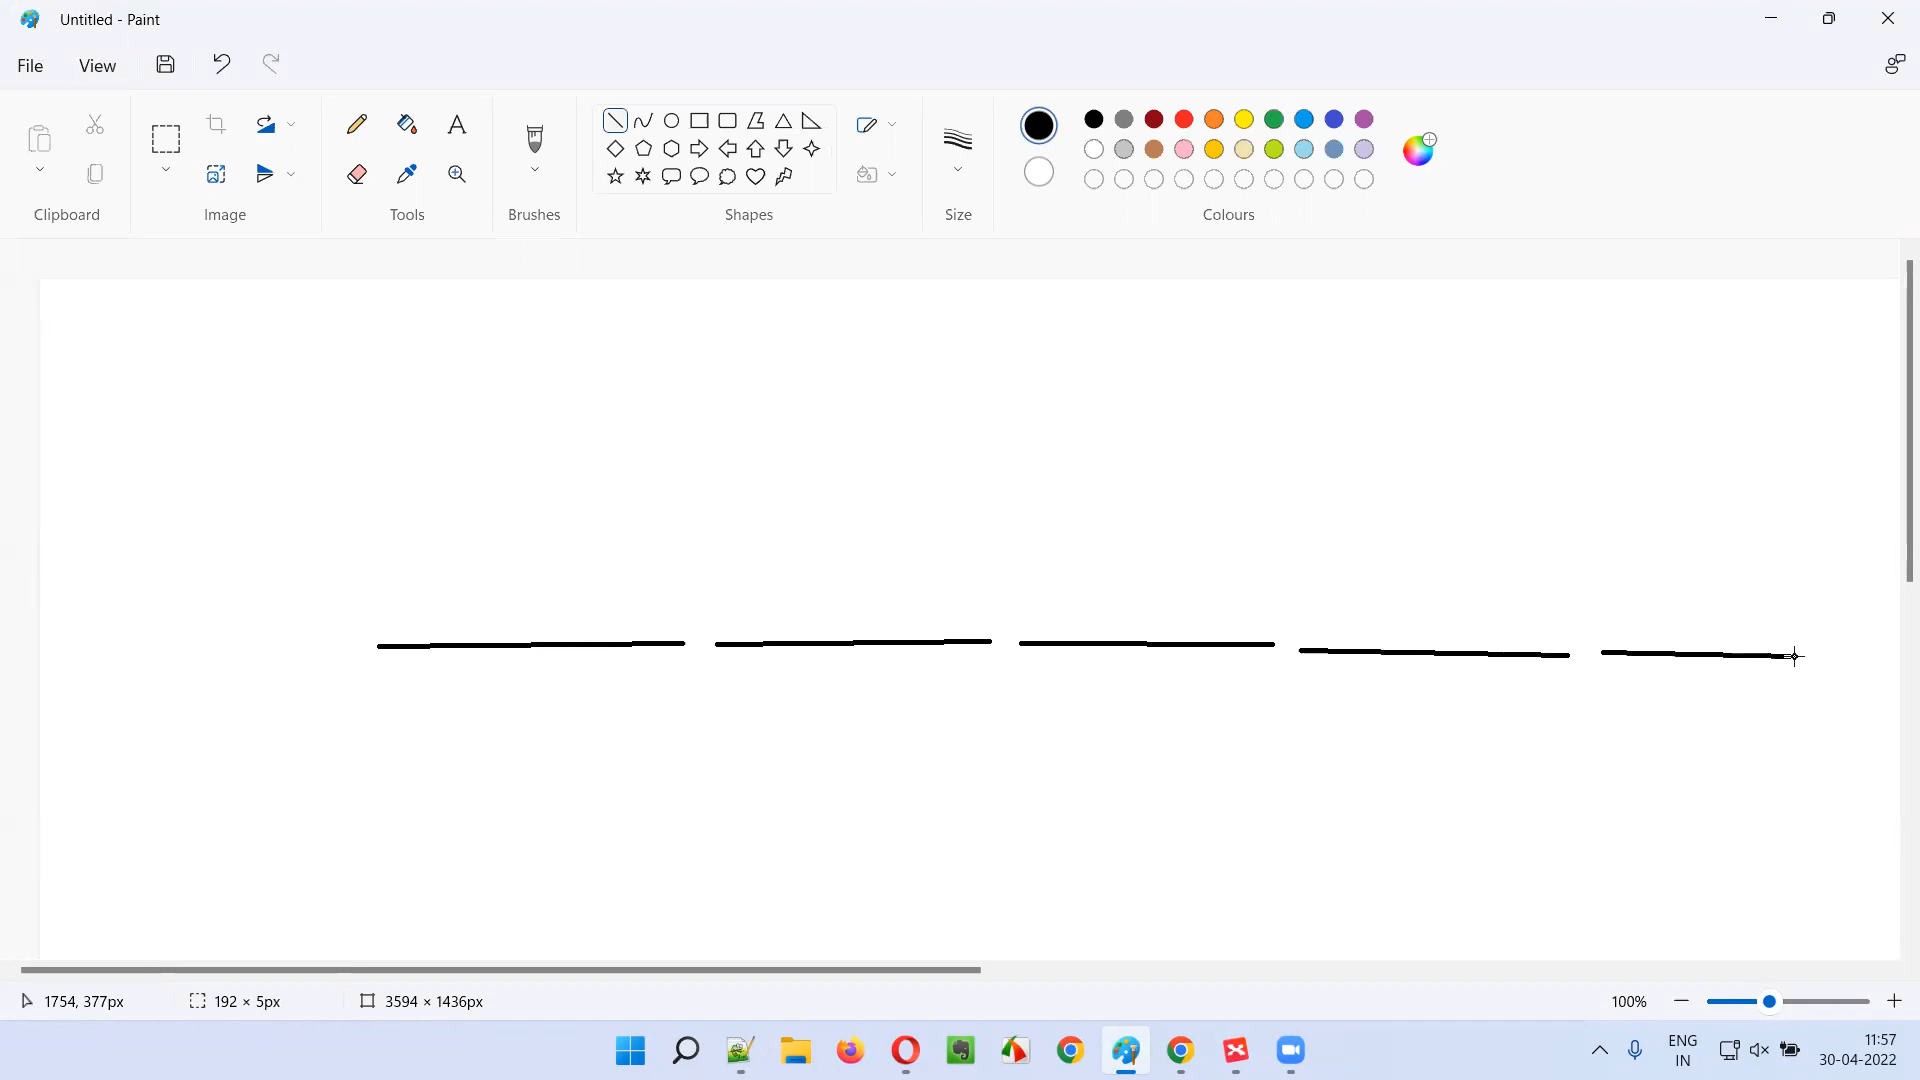 Untitled - Paint
File View
Clipboard Image Tools Brushes Shapes Size Colours
1754, 377px 192 × 5px 3594 × 1436px 100%
ENG
IN
11:57
30-04-2022